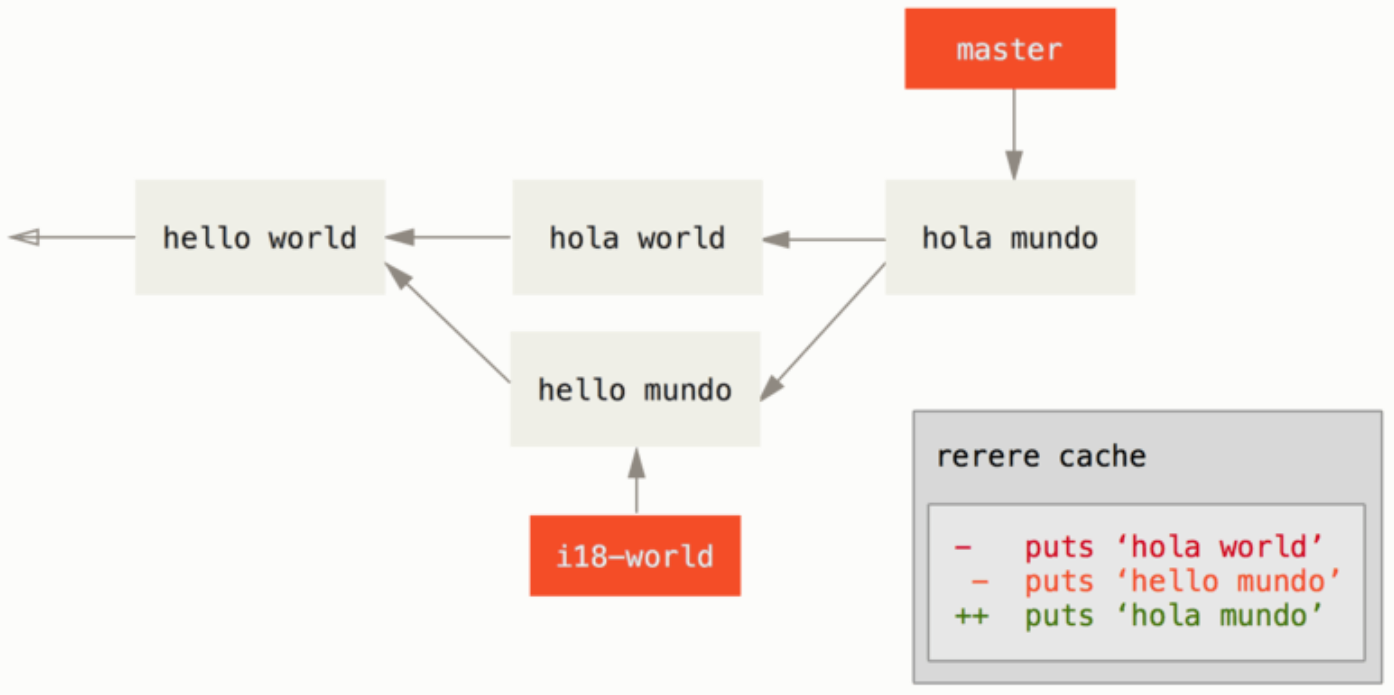 master
hello world
hola world
hola mundo
hello mundo
i18-world
rerere cache
-   puts ‘hola world’
 -  puts ‘hello mundo’
++  puts ‘hola mundo’